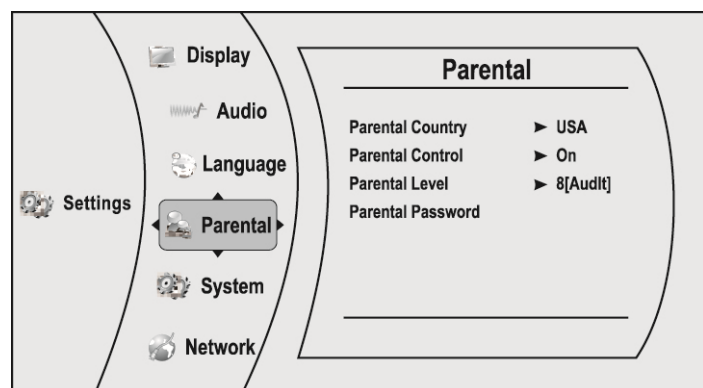 Settings
Display
Audio
Language
Parental
System
Network
Parental
Parental Country ► USA
Parental Control ► On
Parental Level ► 8[Audlt]
Parental Password